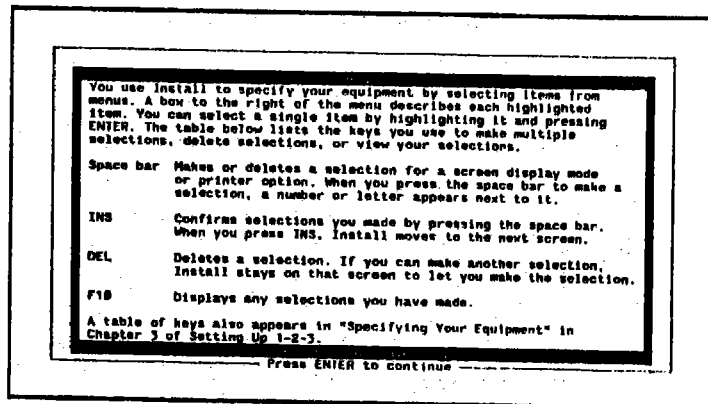 You use Install to specify your equipment by selecting items from
menus. A box to the right of the menu describes each highlighted
item. You can select a single item by highlighting it and pressing
ENTER. The table below lists the keys you use to make multiple
selections, delete selections, or view your selections.
Space bar Makes or deletes a selection for a screen display mode
or printer option. When you press the space bar to make a
selection, a number or letter appears next to it.
INS Confirms selections you made by pressing the space bar.
When you press INS, Install moves to the next screen.
DEL Deletes a selection. If you can make another selection,
Install stays on that screen to let you make the selection.
F10 Displays any selections you have made.
A table of keys also appears in "Specifying Your Equipment" in
Chapter 3 of Setting Up 1-2-3.
Press ENTER to continue